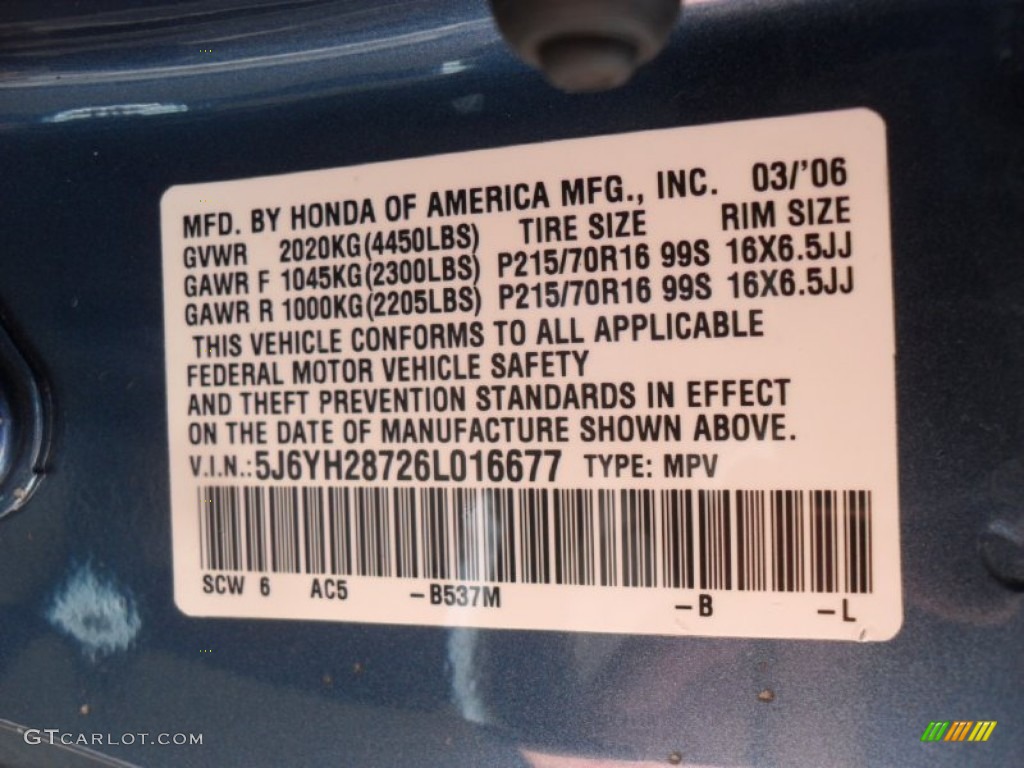 MFD. BY HONDA OF AMERICA MFG., INC. 03/'06
GVWR 2020KG(4450LBS) TIRE SIZE RIM SIZE
GAWR F 1045KG(2300LBS) P215/70R16 99S 16X6.5JJ
GAWR R 1000KG(2205LBS) P215/70R16 99S 16X6.5JJ
THIS VEHICLE CONFORMS TO ALL APPLICABLE
FEDERAL MOTOR VEHICLE SAFETY
AND THEFT PREVENTION STANDARDS IN EFFECT
ON THE DATE OF MANUFACTURE SHOWN ABOVE.
V.I.N.:5J6YH28726L016677 TYPE: MPV
SCW 6 AC5 -B537M -B -L
GTCARLOT.COM